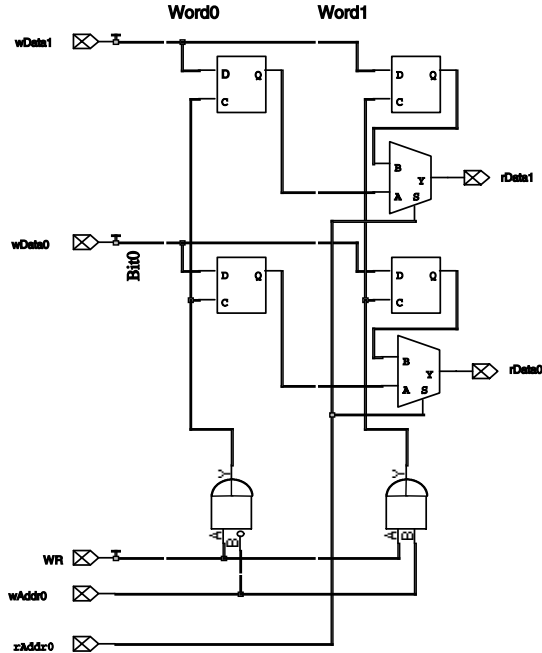 Word0 Word1
wData1
D Q
C
D Q
C
B
Y
A S
rData1
wData0
Bit0
D Q
C
D Q
C
B
Y
A S
rData0
Y
A B
Y
A B
WR
wAddr0
rAddr0